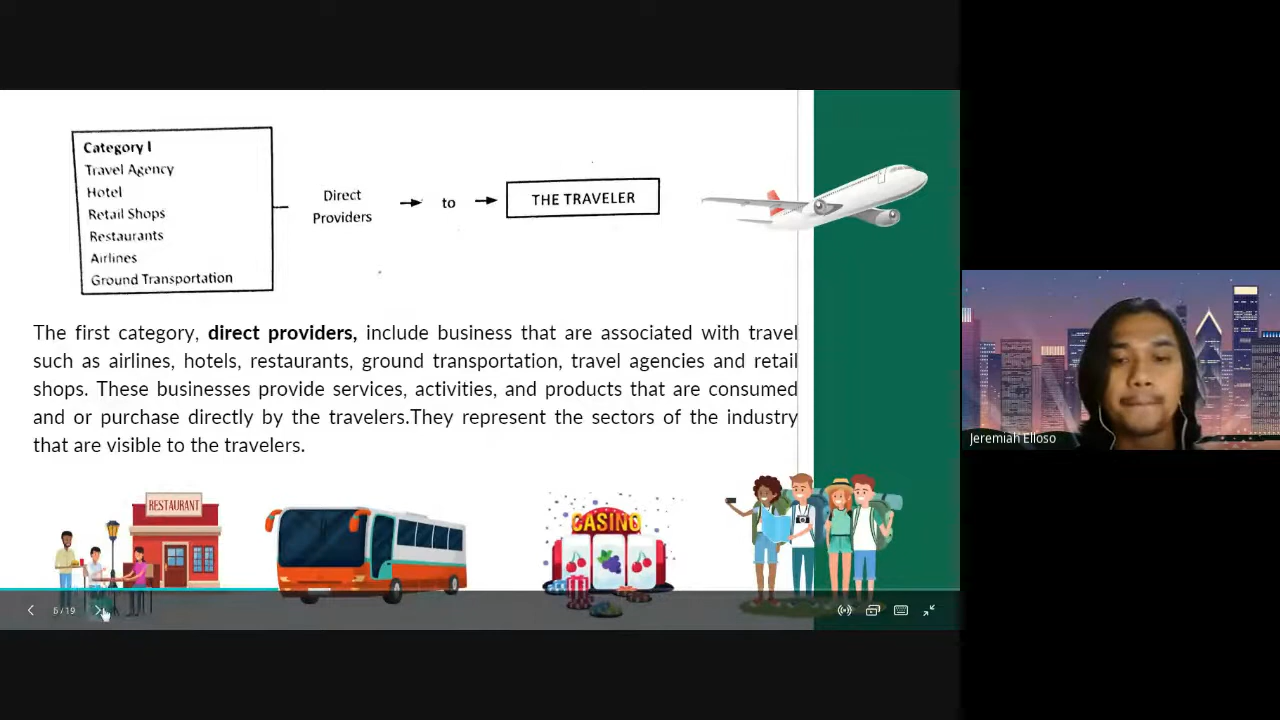 Category I
Travel Agency
Hotel
Retail Shops
Restaurants
Airlines
Ground Transportation
Direct
Providers
to
THE TRAVELER
The first category, direct providers, include business that are associated with travel
such as airlines, hotels, restaurants, ground transportation, travel agencies and retail
shops. These businesses provide services, activities, and products that are consumed
and or purchase directly by the travelers.They represent the sectors of the industry
that are visible to the travelers.
RESTAURANT
CASINO
6 / 19
Jeremiah Elloso